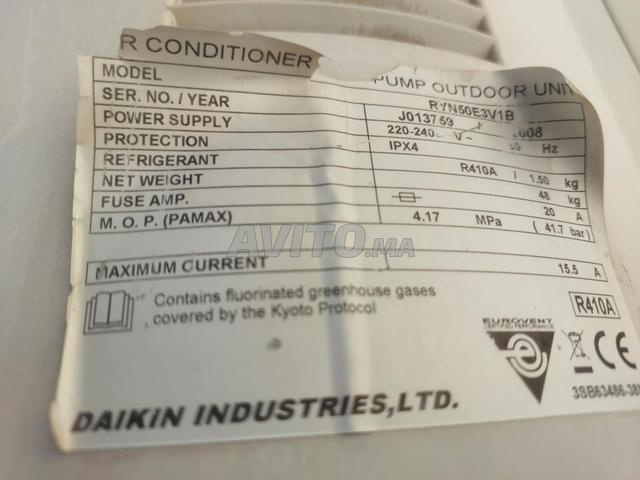 R CONDITIONER
PUMP OUTDOOR UNIT
MODEL RYN50E3V1B
SER. NO. / YEAR J013759 / 2008
POWER SUPPLY 220-240 V~ 50 Hz
PROTECTION IPX4
REFRIGERANT R410A / 1.50 kg
NET WEIGHT 48 kg
FUSE AMP. 20 A
M. O. P. (PAMAX) 4.17 MPa ( 41.7 bar)
AVITO.MA
MAXIMUM CURRENT 15.5 A
Contains fluorinated greenhouse gases
covered by the Kyoto Protocol
R410A
EUROVENT
CERTIFIED PERFORMANCE
CE
3SB63486-38
DAIKIN INDUSTRIES,LTD.